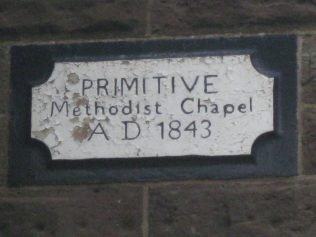 PRIMITIVE
Methodist Chapel
A D 1843